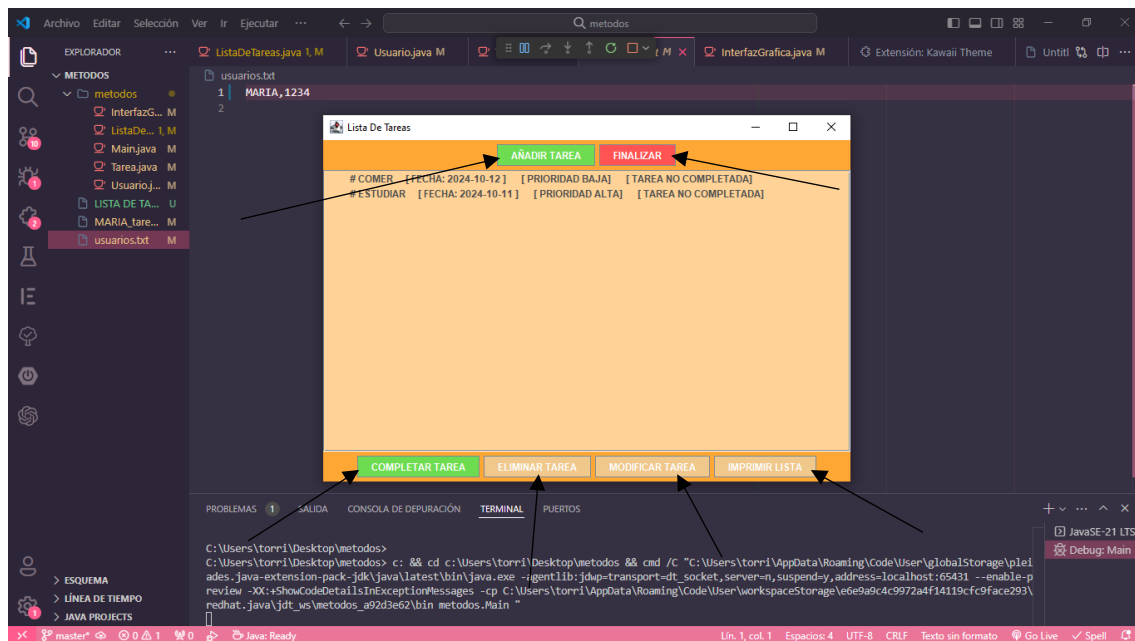 Archivo Editar Selección Ver Ir Ejecutar ··· metodos
EXPLORADOR ···
METODOS
metodos
InterfazG... M
ListaDe... 1, M
Main.java M
Tarea.java M
Usuario.j... M
LISTA DE TA... U
MARIA_tare... M
usuarios.txt M
ESQUEMA
LÍNEA DE TIEMPO
JAVA PROJECTS
ListaDeTareas.java 1, M Usuario.java M M InterfazGrafica.java M Extensión: Kawaii Theme Untitl
usuarios.txt
1 MARIA,1234
2
Lista De Tareas
AÑADIR TAREA FINALIZAR
# COMER [FECHA: 2024-10-12 ] [ PRIORIDAD BAJA] [TAREA NO COMPLETADA]
# ESTUDIAR [FECHA: 2024-10-11 ] [ PRIORIDAD ALTA] [TAREA NO COMPLETADA]
COMPLETAR TAREA ELIMINAR TAREA MODIFICAR TAREA IMPRIMIR LISTA
PROBLEMAS 1 SALIDA CONSOLA DE DEPURACIÓN TERMINAL PUERTOS
JavaSE-21 LTS
Debug: Main
C:\Users\torri\Desktop\metodos>
C:\Users\torri\Desktop\metodos> c: && cd c:\Users\torri\Desktop\metodos && cmd /C "C:\Users\torri\AppData\Roaming\Code\User\globalStorage\plei
ades.java-extension-pack-jdk\java\latest\bin\java.exe -agentlib:jdwp=transport=dt_socket,server=n,suspend=y,address=localhost:65431 --enable-p
review -XX:+ShowCodeDetailsInExceptionMessages -cp C:\Users\torri\AppData\Roaming\Code\User\workspaceStorage\e6e9a9c4c9972a4f14119cfc9face293\
redhat.java\jdt_ws\metodos_a92d3e62\bin metodos.Main "
master* 0 1 0 Java: Ready Lín. 1, col. 1 Espacios: 4 UTF-8 CRLF Texto sin formato Go Live Spell